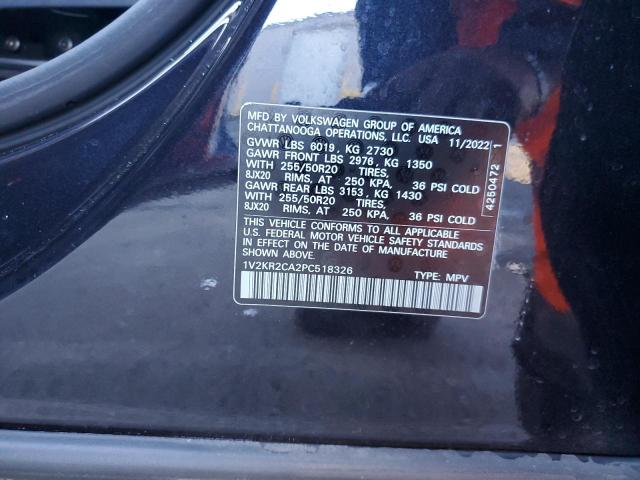 MFD BY VOLKSWAGEN GROUP OF AMERICA
CHATTANOOGA OPERATIONS, LLC. USA 11/2022
GVWR LBS 6019, KG 2730
GAWR FRONT LBS 2976, KG 1350
WITH 255/50R20 TIRES,
8JX20 RIMS, AT 250 KPA, 36 PSI COLD
GAWR REAR LBS 3153, KG 1430
WITH 255/50R20 TIRES,
8JX20 RIMS, AT 250 KPA, 36 PSI COLD
THIS VEHICLE CONFORMS TO ALL APPLICABLE
U.S. FEDERAL MOTOR VEHICLE SAFETY STANDARDS
IN EFFECT ON THE DATE OF MANUFACTURE
SHOWN ABOVE.
1V2KR2CA2PC518326 TYPE: MPV
4250472 1